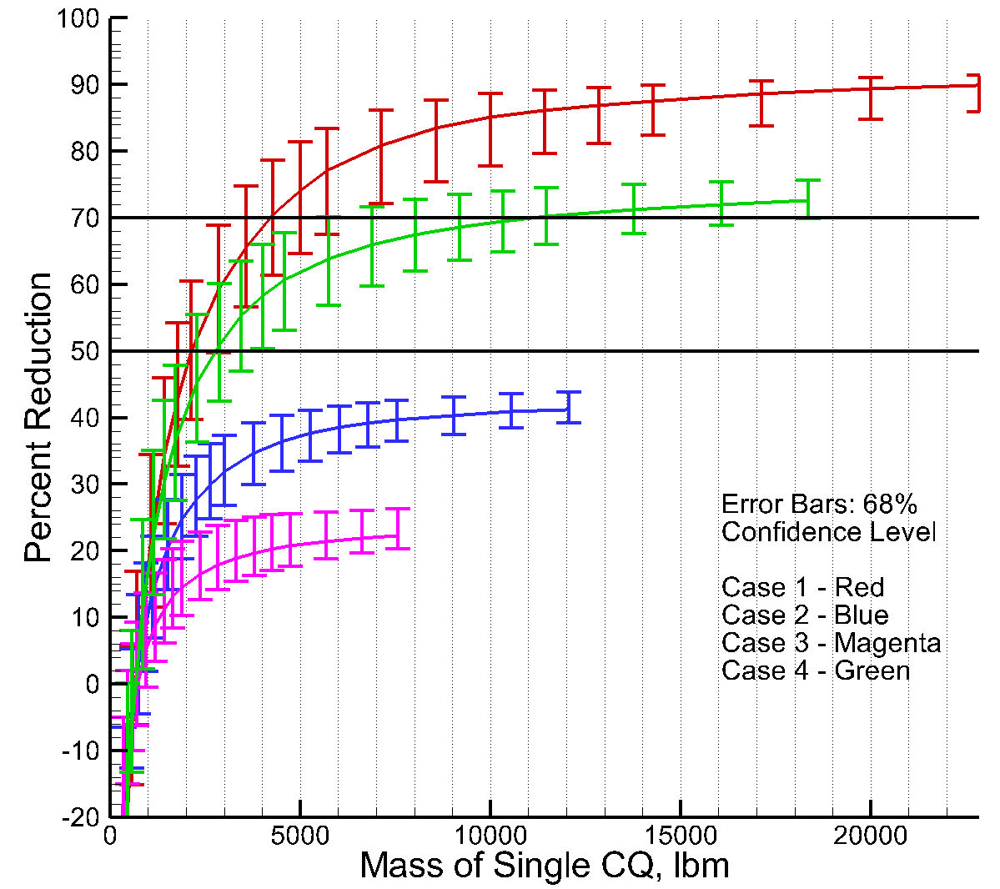 100
90
80
70
60
50
40
30
20
10
0
-10
-20
Percent Reduction
Error Bars: 68%
Confidence Level
Case 1 - Red
Case 2 - Blue
Case 3 - Magenta
Case 4 - Green
0 5000 10000 15000 20000
Mass of Single CQ, lbm